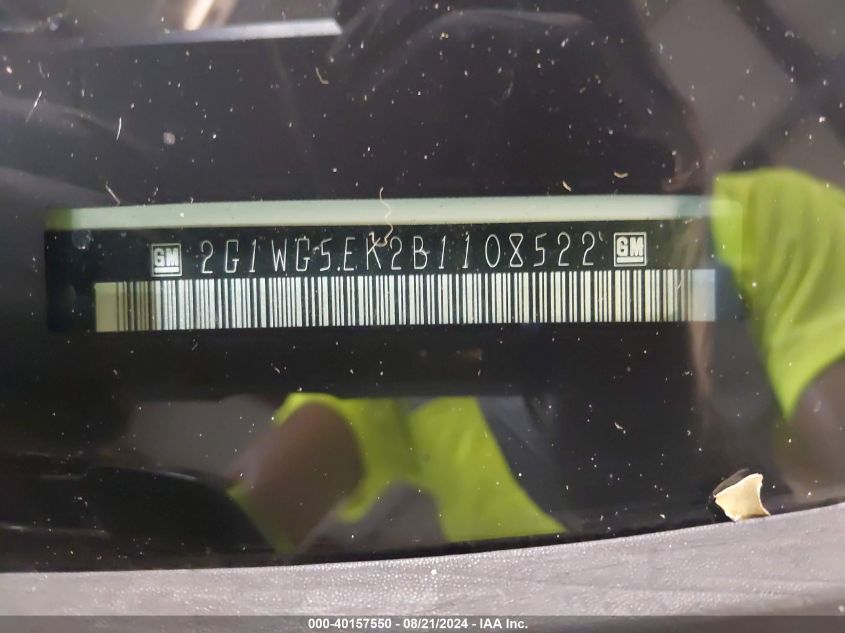 GM 2G1WG5EK2B1108522 GM
000-40157550 - 08/21/2024 - IAA Inc.